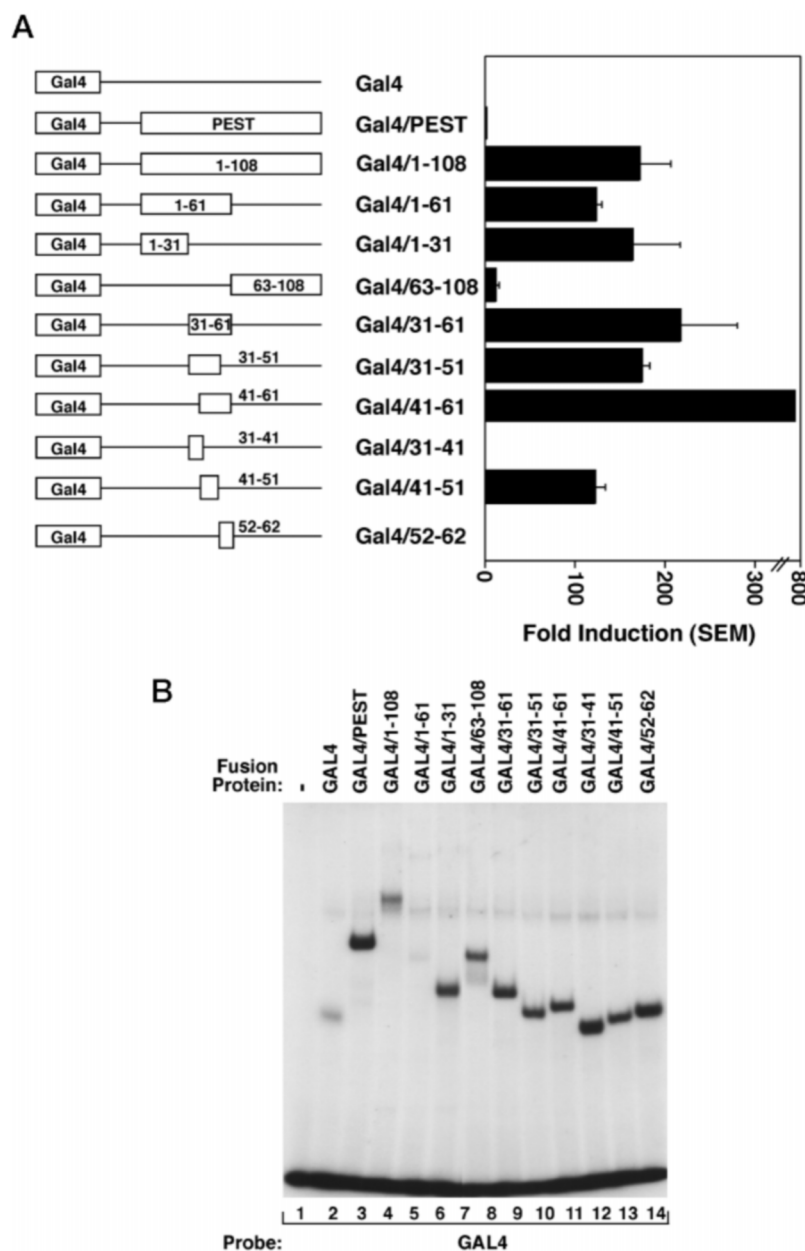 A
Gal4 Gal4
Gal4 PEST Gal4/PEST
Gal4 1-108 Gal4/1-108
Gal4 1-61 Gal4/1-61
Gal4 1-31 Gal4/1-31
Gal4 63-108 Gal4/63-108
Gal4 31-61 Gal4/31-61
Gal4 31-51 Gal4/31-51
Gal4 41-61 Gal4/41-61
Gal4 31-41 Gal4/31-41
Gal4 41-51 Gal4/41-51
Gal4 52-62 Gal4/52-62
0 100 200 300 800
Fold Induction (SEM)
B
Fusion
Protein: - GAL4 GAL4/PEST GAL4/1-108 GAL4/1-61 GAL4/1-31 GAL4/63-108 GAL4/31-61 GAL4/31-51 GAL4/41-61 GAL4/31-41 GAL4/41-51 GAL4/52-62
1 2 3 4 5 6 7 8 9 10 11 12 13 14
Probe: GAL4